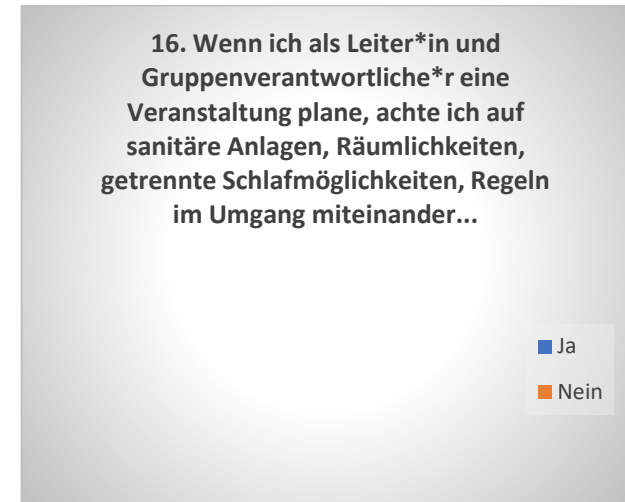 16. Wenn ich als Leiter*in und
Gruppenverantwortliche*r eine
Veranstaltung plane, achte ich auf
sanitäre Anlagen, Räumlichkeiten,
getrennte Schlafmöglichkeiten, Regeln
im Umgang miteinander...
Ja
Nein